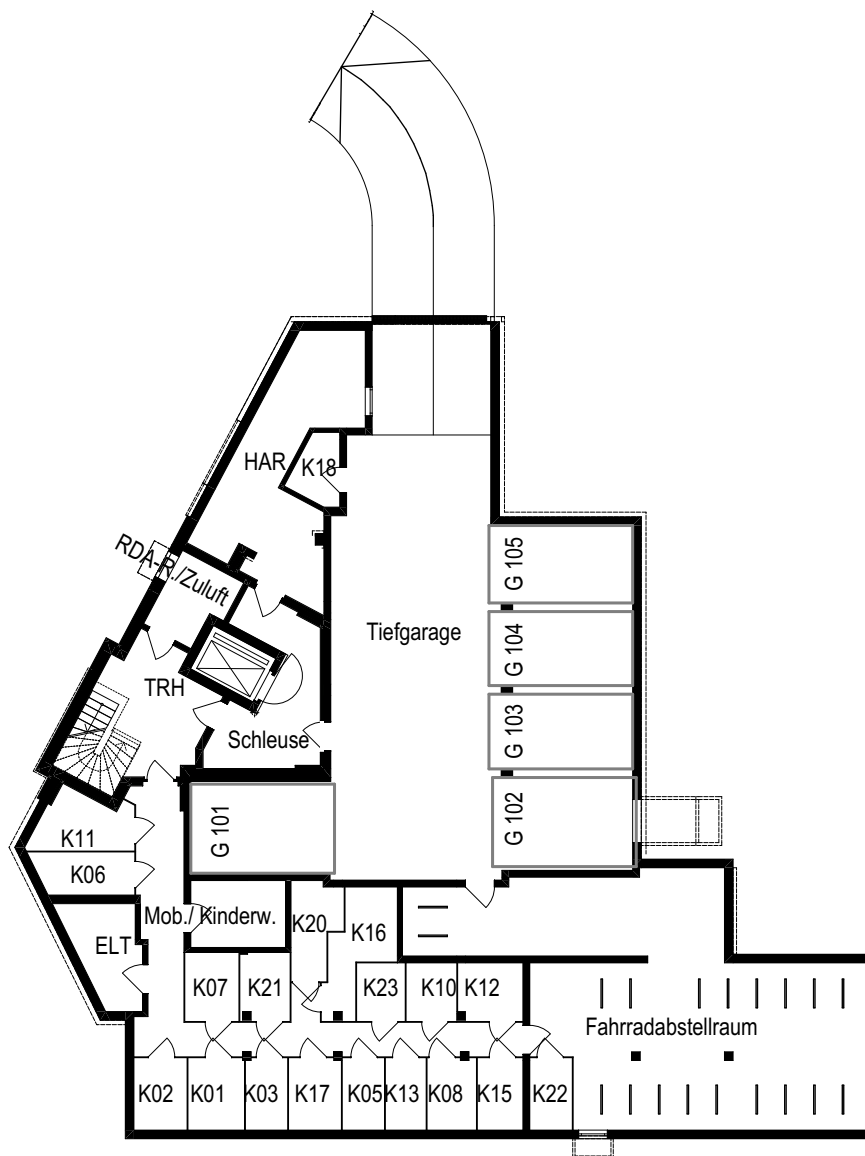 HAR
K18
RDA-R./Zuluft
G 105
Tiefgarage
G 104
TRH
G 103
Schleuse
G 101
G 102
K11
K06
Mob./ Kinderw.
K20
K16
ELT
K07
K21
K23
K10
K12
Fahrradabstellraum
K02
K01
K03
K17
K05
K13
K08
K15
K22